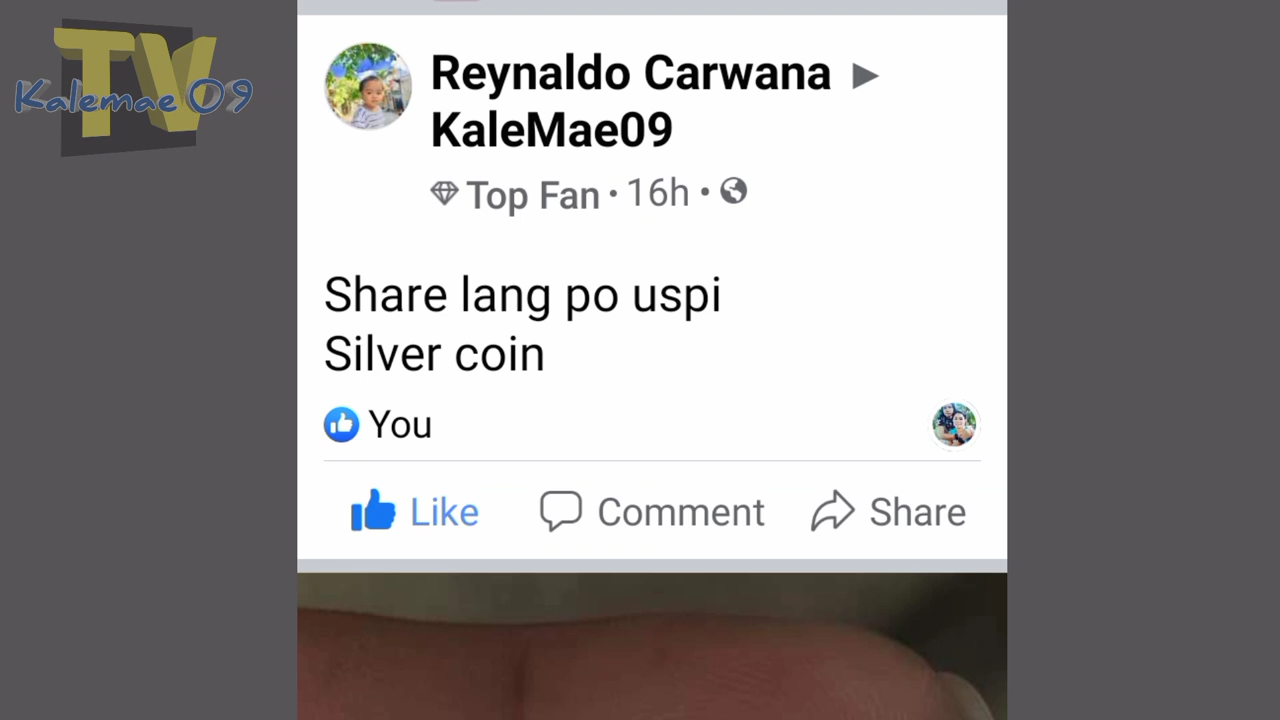 TV
Kalemae 09
Reynaldo Carwana ▶
KaleMae09
Top Fan · 16h ·
Share lang po uspi
Silver coin
You
Like Comment Share